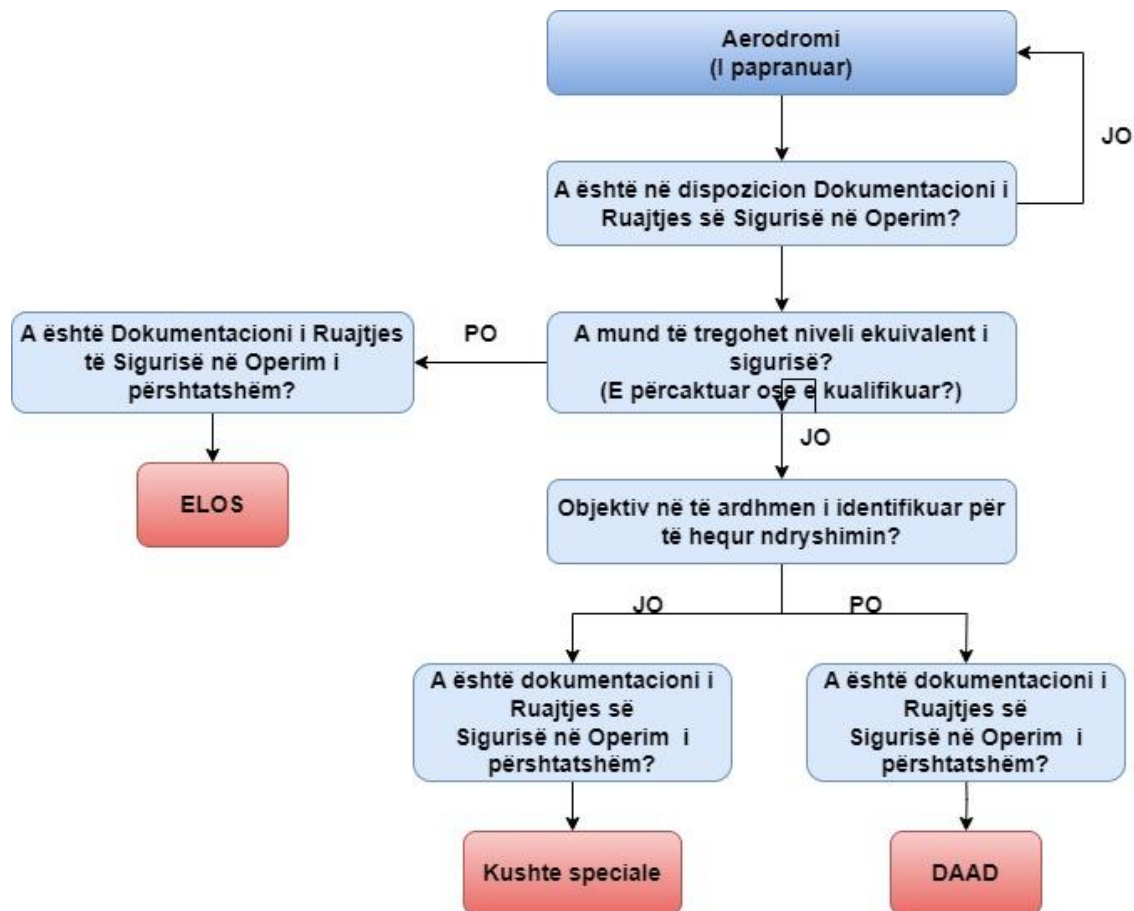 Aerodromi
(I papranuar)
JO
A është në dispozicion Dokumentacioni i
Ruajtjes së Sigurisë në Operim?
A është Dokumentacioni i Ruajtjes
të Sigurisë në Operim i
përshtatshëm?
PO
A mund të tregohet niveli ekuivalent i
sigurisë?
(E përcaktuar ose e kualifikuar?)
JO
ELOS
Objektiv në të ardhmen i identifikuar për
të hequr ndryshimin?
JO
PO
A është dokumentacioni i
Ruajtjes së
Sigurisë në Operim i
përshtatshëm?
A është dokumentacioni i
Ruajtjes së
Sigurisë në Operim i
përshtatshëm?
Kushte speciale
DAAD